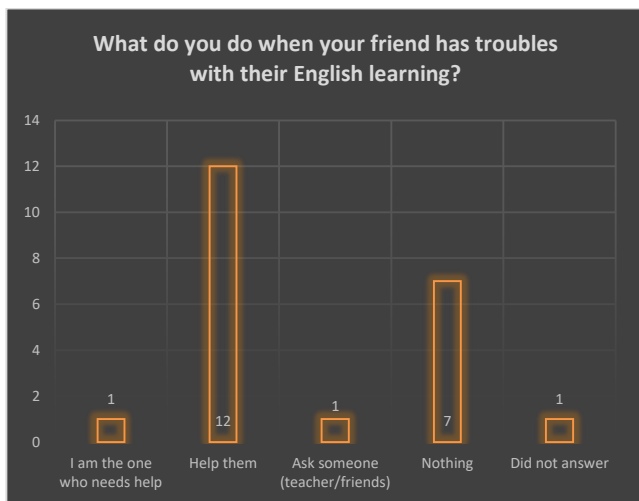 What do you do when your friend has troubles
with their English learning?
14
12
10
8
6
4
2
0
1
12
1
7
1
I am the one
who needs help
Help them
Ask someone
(teacher/friends)
Nothing
Did not answer